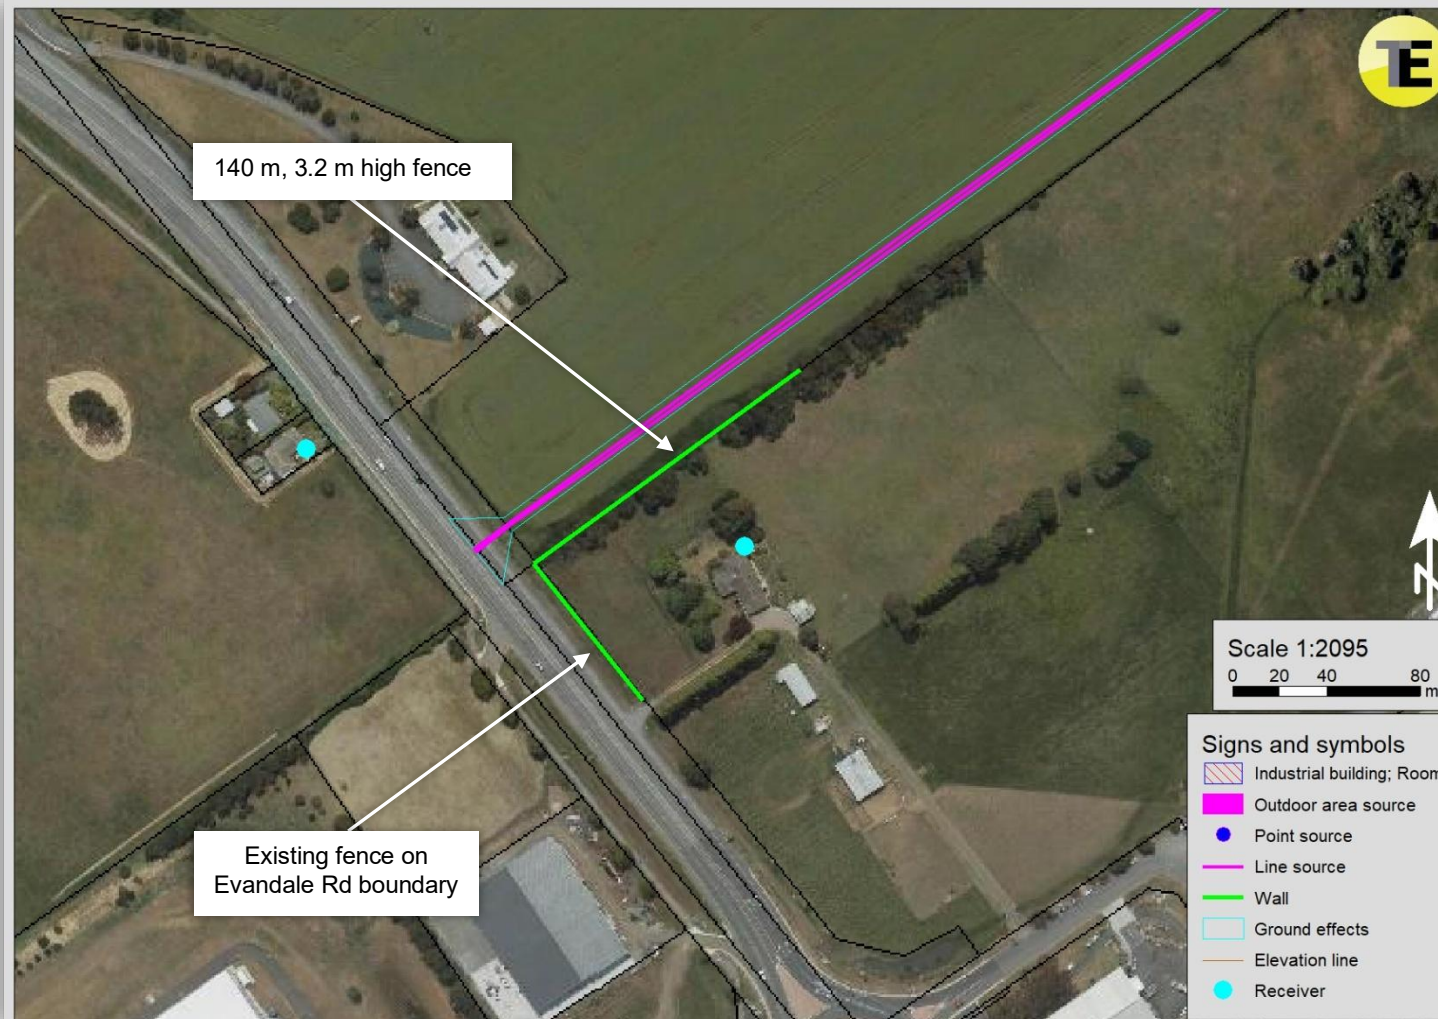 TE
140 m, 3.2 m high fence
Existing fence on
Evandale Rd boundary
N
Scale 1:2095
0 20 40 80
m
Signs and symbols
Industrial building; Room
Outdoor area source
Point source
Line source
Wall
Ground effects
Elevation line
Receiver